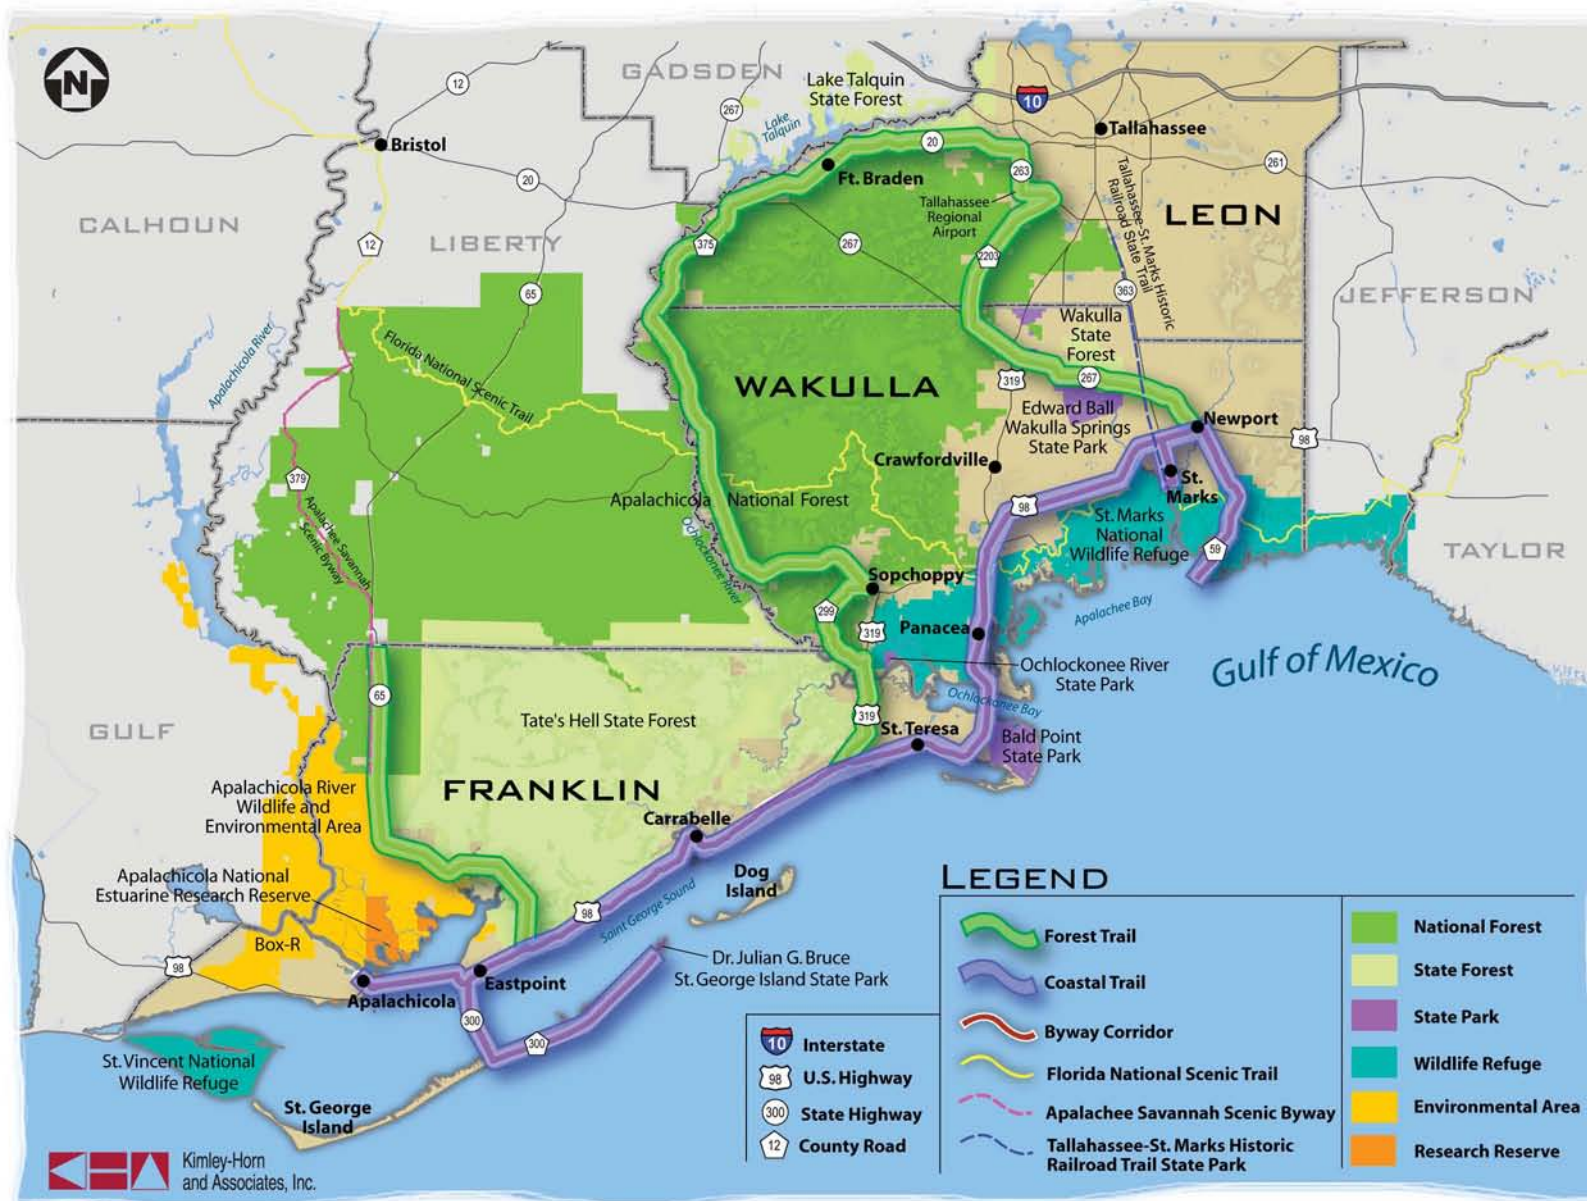 N
GADSDEN
Lake Talquin
State Forest
12
267
10
Lake
Talquin
Tallahassee
Bristol
20
Ft. Braden
20
263
261
Tallahassee-St. Marks Historic
Railroad State Trail
CALHOUN
LIBERTY
12
375
267
Tallahassee
Regional
Airport
LEON
2203
65
363
JEFFERSON
Apalachicola River
Florida National Scenic Trail
Wakulla
State
Forest
WAKULLA
319
267
Edward Ball
Wakulla Springs
State Park
Newport
98
Crawfordville
379
Apalachee Savannah
Scenic Byway
Apalachicola National Forest
St.
Marks
98
St. Marks
National
Wildlife Refuge
59
TAYLOR
Ochlockonee River
Sopchoppy
299
319
Panacea
Apalachee Bay
Ochlockonee River
State Park
Gulf of Mexico
65
Tate's Hell State Forest
319
St. Teresa
Ochlockonee Bay
Bald Point
State Park
GULF
FRANKLIN
Apalachicola River
Wildlife and
Environmental Area
Carrabelle
Apalachicola National
Estuarine Research Reserve
Dog
Island
98
Saint George Sound
Box-R
98
Apalachicola
Eastpoint
Dr. Julian G. Bruce
St. George Island State Park
300
300
St. Vincent National
Wildlife Refuge
St. George
Island
LEGEND
Forest Trail
Coastal Trail
Byway Corridor
Florida National Scenic Trail
Apalachee Savannah Scenic Byway
Tallahassee-St. Marks Historic
Railroad Trail State Park
National Forest
State Forest
State Park
Wildlife Refuge
Environmental Area
Research Reserve
10 Interstate
98 U.S. Highway
300 State Highway
12 County Road
Kimley-Horn
and Associates, Inc.